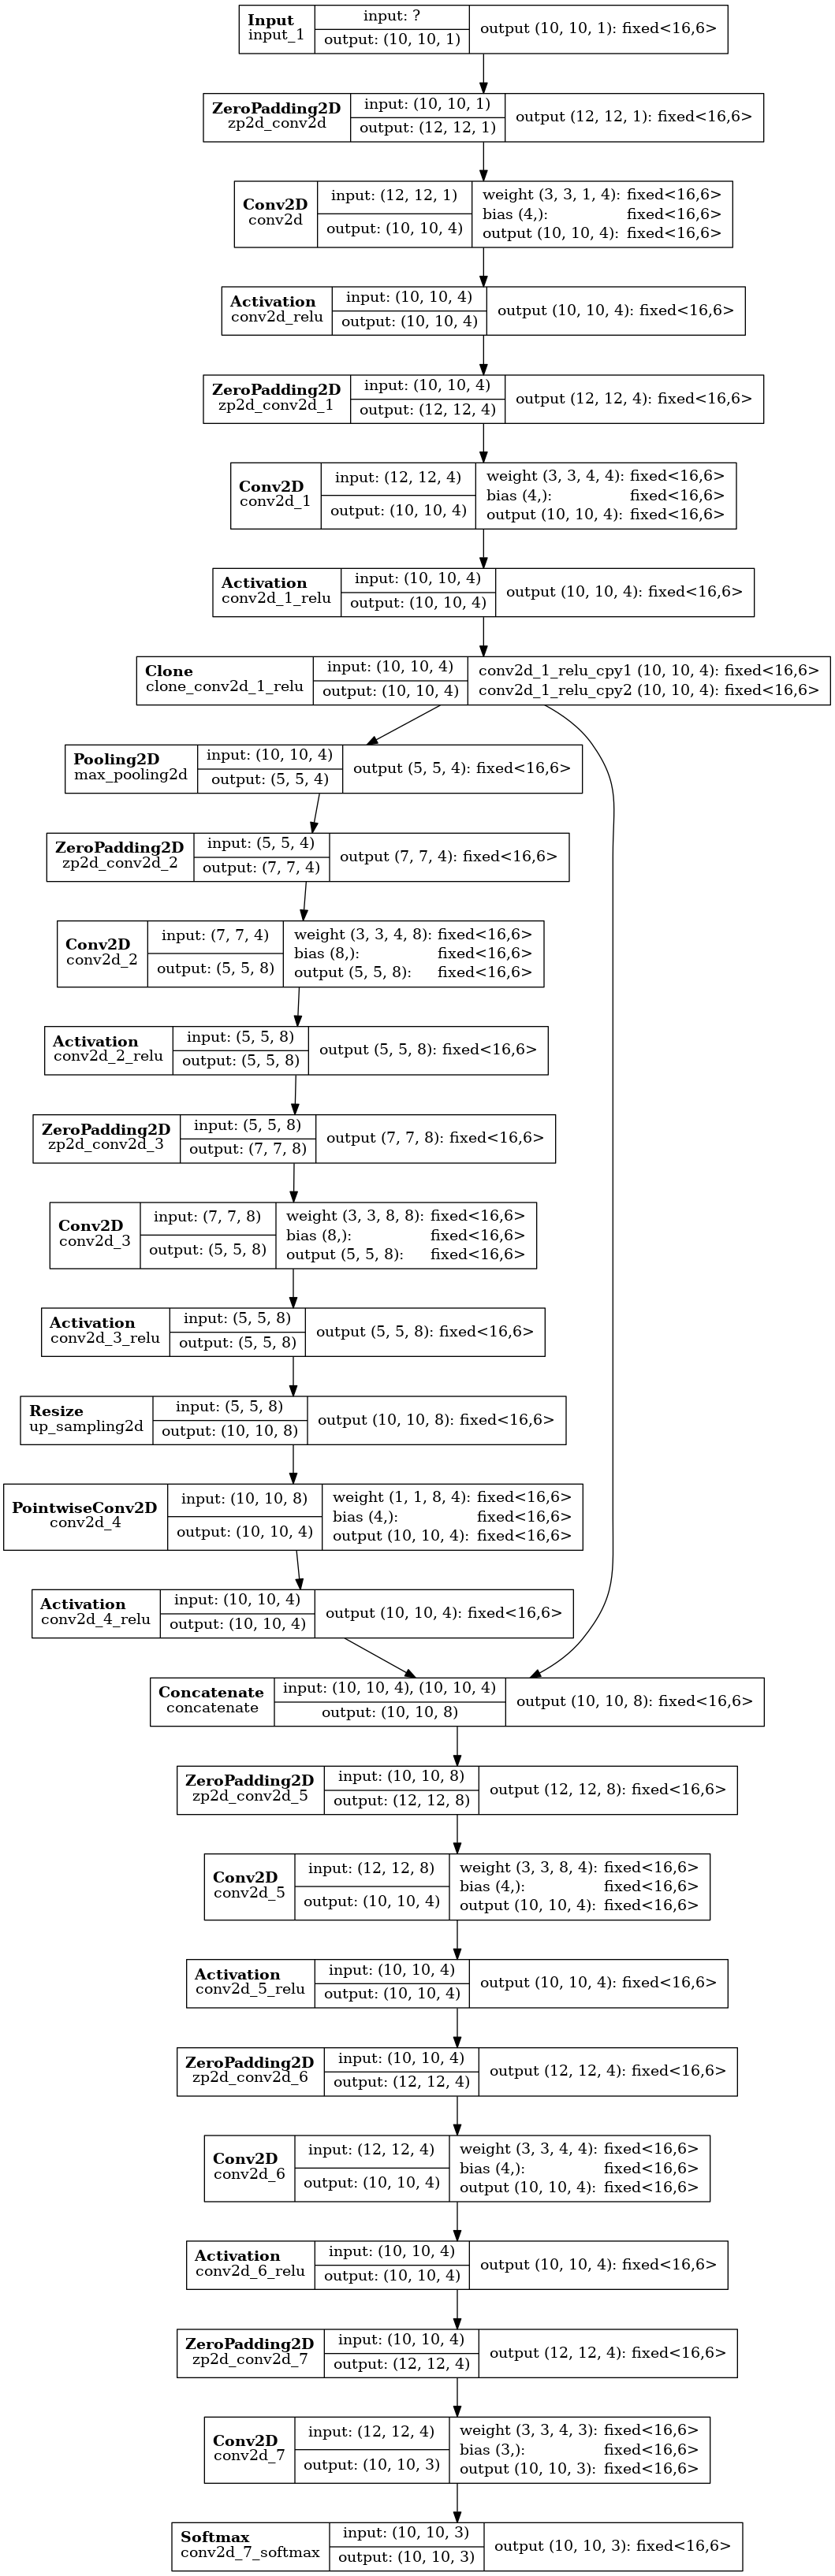 Input
input_1
input: ?
output: (10, 10, 1)
output (10, 10, 1): fixed<16,6>
ZeroPadding2D
zp2d_conv2d
input: (10, 10, 1)
output: (12, 12, 1)
output (12, 12, 1): fixed<16,6>
Conv2D
conv2d
input: (12, 12, 1)
output: (10, 10, 4)
weight (3, 3, 1, 4): fixed<16,6>
bias (4,): fixed<16,6>
output (10, 10, 4): fixed<16,6>
Activation
conv2d_relu
input: (10, 10, 4)
output: (10, 10, 4)
output (10, 10, 4): fixed<16,6>
ZeroPadding2D
zp2d_conv2d_1
input: (10, 10, 4)
output: (12, 12, 4)
output (12, 12, 4): fixed<16,6>
Conv2D
conv2d_1
input: (12, 12, 4)
output: (10, 10, 4)
weight (3, 3, 4, 4): fixed<16,6>
bias (4,): fixed<16,6>
output (10, 10, 4): fixed<16,6>
Activation
conv2d_1_relu
input: (10, 10, 4)
output: (10, 10, 4)
output (10, 10, 4): fixed<16,6>
Clone
clone_conv2d_1_relu
input: (10, 10, 4)
output: (10, 10, 4)
conv2d_1_relu_cpy1 (10, 10, 4): fixed<16,6>
conv2d_1_relu_cpy2 (10, 10, 4): fixed<16,6>
Pooling2D
max_pooling2d
input: (10, 10, 4)
output: (5, 5, 4)
output (5, 5, 4): fixed<16,6>
ZeroPadding2D
zp2d_conv2d_2
input: (5, 5, 4)
output: (7, 7, 4)
output (7, 7, 4): fixed<16,6>
Conv2D
conv2d_2
input: (7, 7, 4)
output: (5, 5, 8)
weight (3, 3, 4, 8): fixed<16,6>
bias (8,): fixed<16,6>
output (5, 5, 8): fixed<16,6>
Activation
conv2d_2_relu
input: (5, 5, 8)
output: (5, 5, 8)
output (5, 5, 8): fixed<16,6>
ZeroPadding2D
zp2d_conv2d_3
input: (5, 5, 8)
output: (7, 7, 8)
output (7, 7, 8): fixed<16,6>
Conv2D
conv2d_3
input: (7, 7, 8)
output: (5, 5, 8)
weight (3, 3, 8, 8): fixed<16,6>
bias (8,): fixed<16,6>
output (5, 5, 8): fixed<16,6>
Activation
conv2d_3_relu
input: (5, 5, 8)
output: (5, 5, 8)
output (5, 5, 8): fixed<16,6>
Resize
up_sampling2d
input: (5, 5, 8)
output: (10, 10, 8)
output (10, 10, 8): fixed<16,6>
PointwiseConv2D
conv2d_4
input: (10, 10, 8)
output: (10, 10, 4)
weight (1, 1, 8, 4): fixed<16,6>
bias (4,): fixed<16,6>
output (10, 10, 4): fixed<16,6>
Activation
conv2d_4_relu
input: (10, 10, 4)
output: (10, 10, 4)
output (10, 10, 4): fixed<16,6>
Concatenate
concatenate
input: (10, 10, 4), (10, 10, 4)
output: (10, 10, 8)
output (10, 10, 8): fixed<16,6>
ZeroPadding2D
zp2d_conv2d_5
input: (10, 10, 8)
output: (12, 12, 8)
output (12, 12, 8): fixed<16,6>
Conv2D
conv2d_5
input: (12, 12, 8)
output: (10, 10, 4)
weight (3, 3, 8, 4): fixed<16,6>
bias (4,): fixed<16,6>
output (10, 10, 4): fixed<16,6>
Activation
conv2d_5_relu
input: (10, 10, 4)
output: (10, 10, 4)
output (10, 10, 4): fixed<16,6>
ZeroPadding2D
zp2d_conv2d_6
input: (10, 10, 4)
output: (12, 12, 4)
output (12, 12, 4): fixed<16,6>
Conv2D
conv2d_6
input: (12, 12, 4)
output: (10, 10, 4)
weight (3, 3, 4, 4): fixed<16,6>
bias (4,): fixed<16,6>
output (10, 10, 4): fixed<16,6>
Activation
conv2d_6_relu
input: (10, 10, 4)
output: (10, 10, 4)
output (10, 10, 4): fixed<16,6>
ZeroPadding2D
zp2d_conv2d_7
input: (10, 10, 4)
output: (12, 12, 4)
output (12, 12, 4): fixed<16,6>
Conv2D
conv2d_7
input: (12, 12, 4)
output: (10, 10, 3)
weight (3, 3, 4, 3): fixed<16,6>
bias (3,): fixed<16,6>
output (10, 10, 3): fixed<16,6>
Softmax
conv2d_7_softmax
input: (10, 10, 3)
output: (10, 10, 3)
output (10, 10, 3): fixed<16,6>